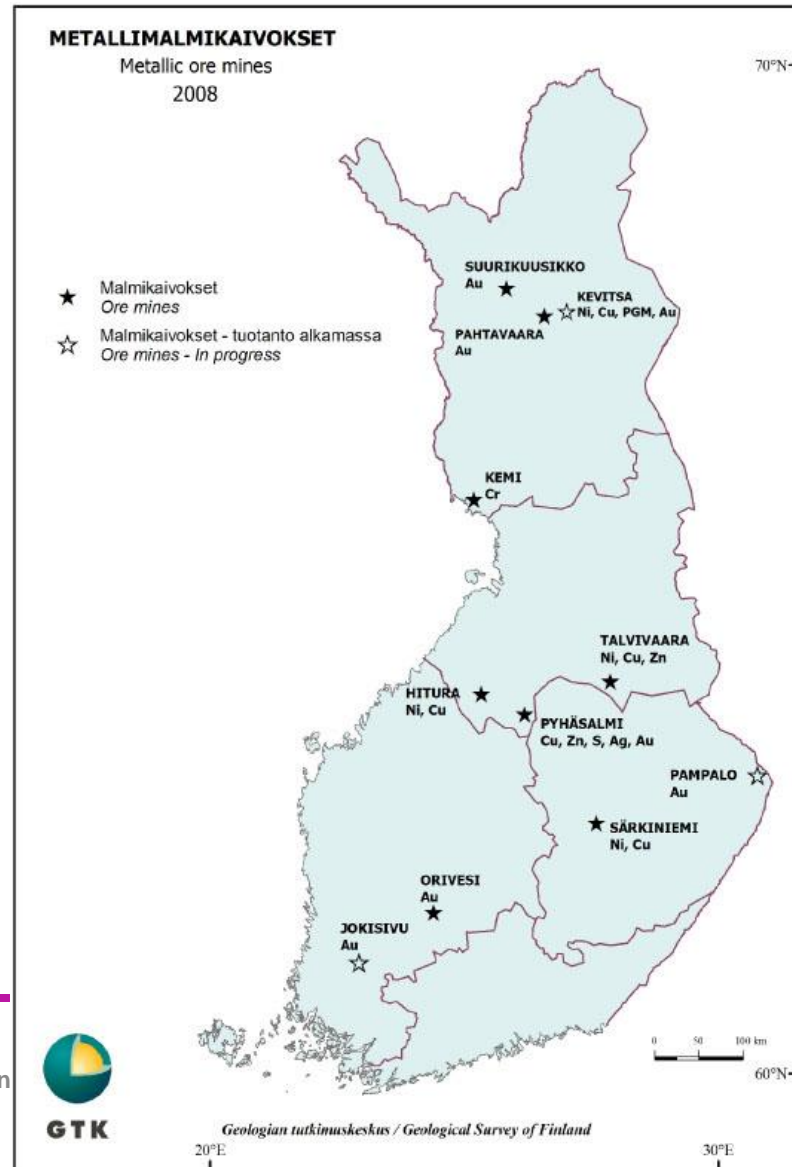 METALLIMALMIKAIVOKSET
Metallic ore mines
2008
70°N
Malmikaivokset
Ore mines
Malmikaivokset - tuotanto alkamassa
Ore mines - In progress
SUURIKUUSIKKO
Au
KEVITSA
Ni, Cu, PGM, Au
PAHTAVAARA
Au
KEMI
Cr
TALVIVAARA
Ni, Cu, Zn
HITURA
Ni, Cu
PYHÄSALMI
Cu, Zn, S, Ag, Au
PAMPALO
Au
SÄRKINIEMI
Ni, Cu
ORIVESI
Au
JOKISIVU
Au
0 50 100 km
60°N
n
GTK
Geologian tutkimuskeskus / Geological Survey of Finland
20°E
30°E